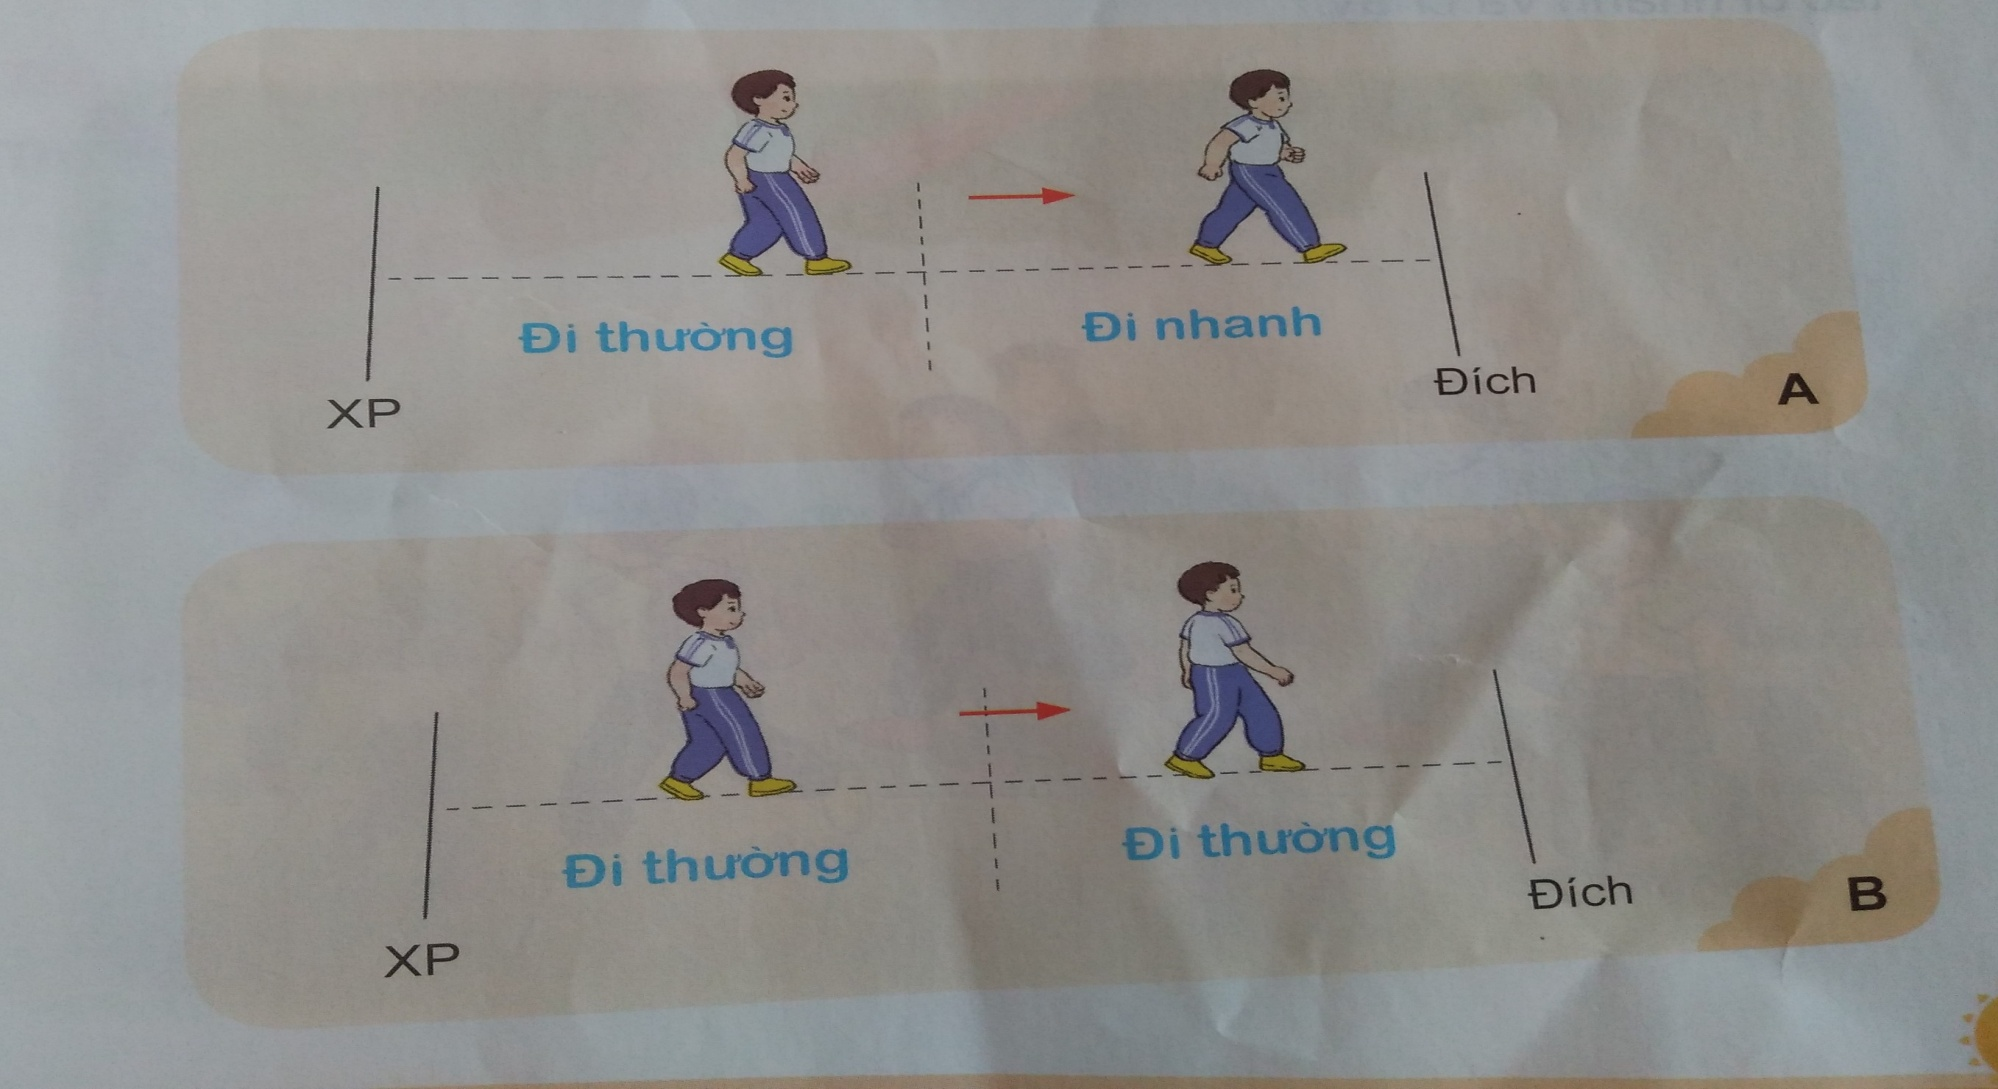 Đi thường
Đi nhanh
XP
Đích
A
Đi thường
Đi thường
XP
Đích
B